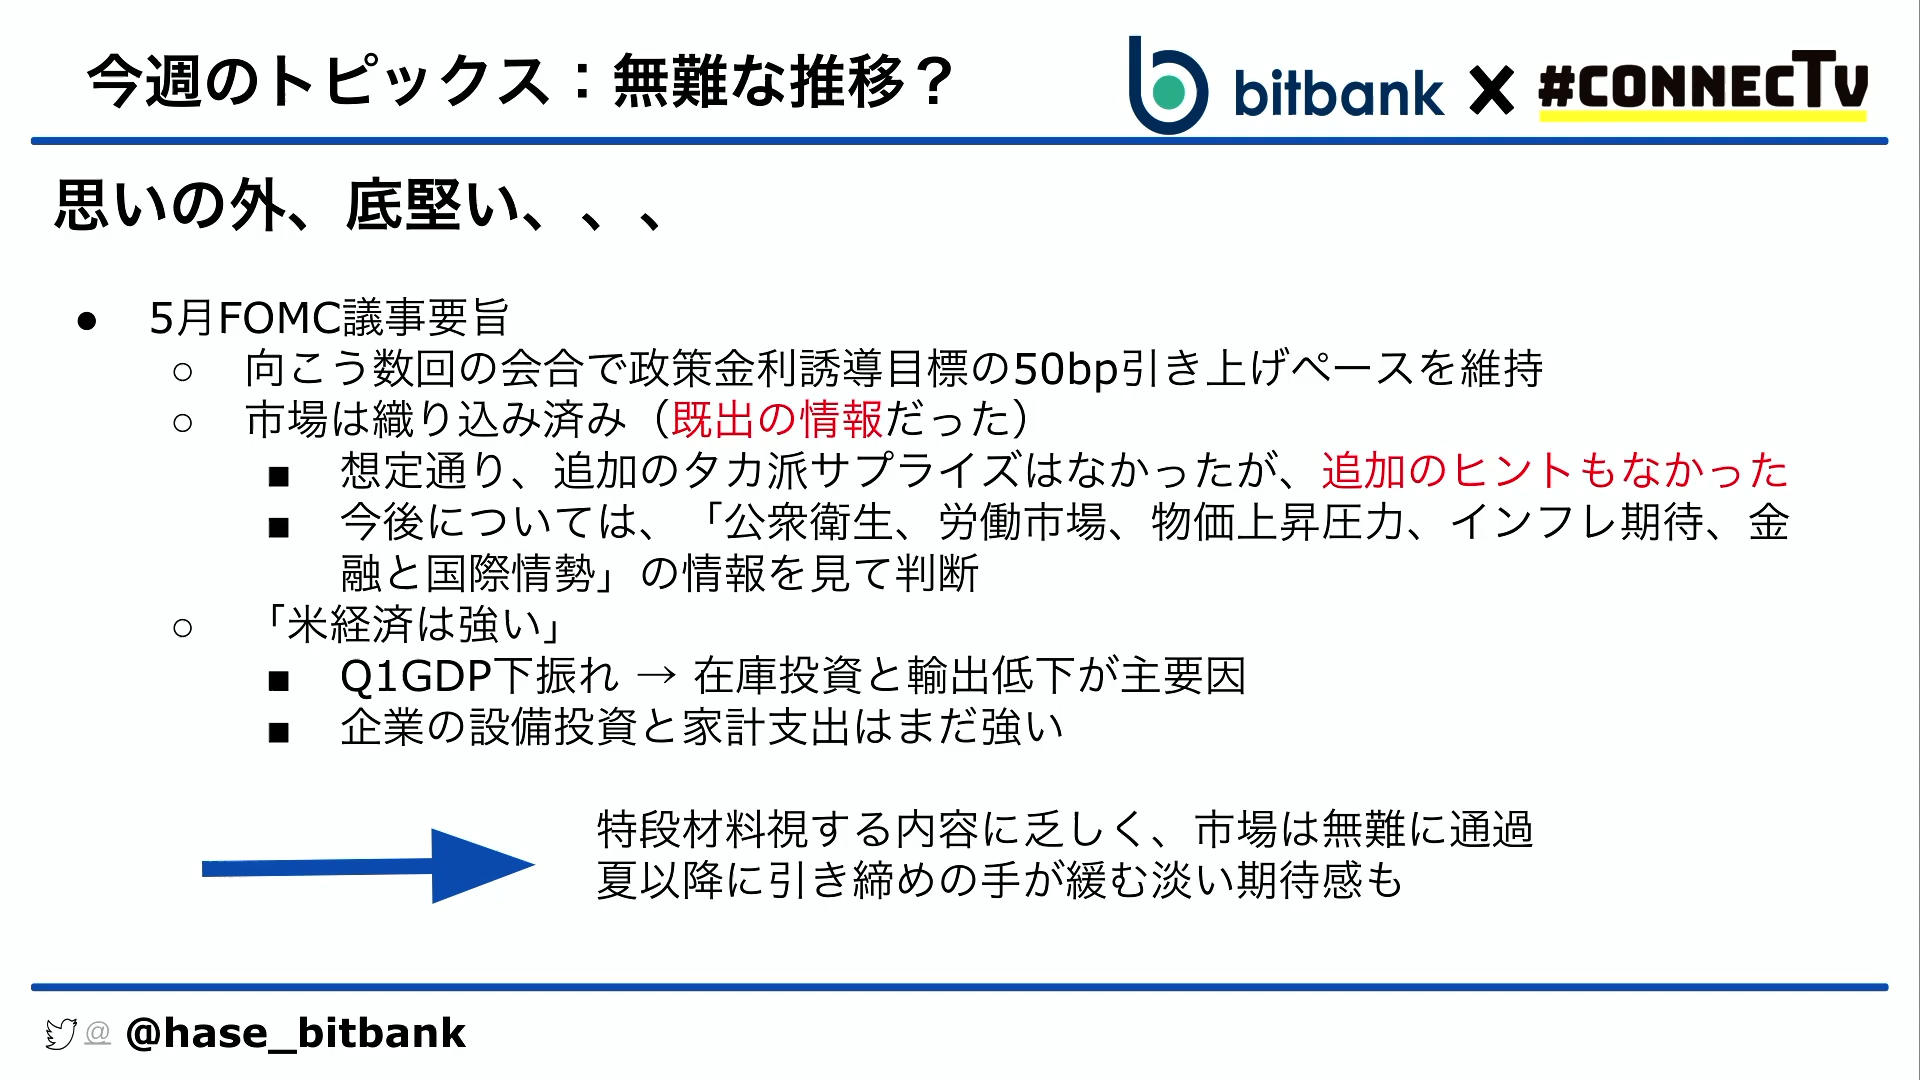 今週のトピックス：無難な推移？
bitbank X #CONNECTV
思いの外、底堅い、、、
● 5月FOMC議事要旨
○ 向こう数回の会合で政策金利誘導目標の50bp引き上げペースを維持
○ 市場は織り込み済み（既出の情報だった）
■ 想定通り、追加のタカ派サプライズはなかったが、追加のヒントもなかった
■ 今後については、「公衆衛生、労働市場、物価上昇圧力、インフレ期待、金
融と国際情勢」の情報を見て判断
○ 「米経済は強い」
■ Q1GDP下振れ → 在庫投資と輸出低下が主要因
■ 企業の設備投資と家計支出はまだ強い
特段材料視する内容に乏しく、市場は無難に通過
夏以降に引き締めの手が緩む淡い期待感も
@ @hase_bitbank